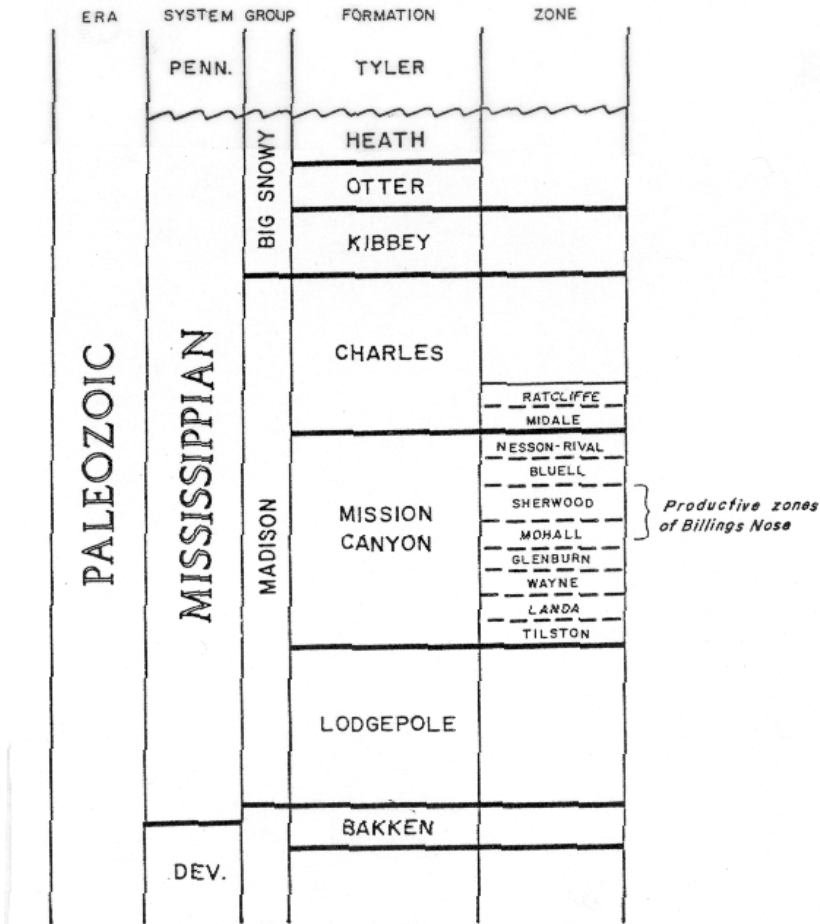 ERA SYSTEM GROUP FORMATION ZONE
PENN. TYLER
HEATH
OTTER
KIBBEY
BIG SNOWY
CHARLES
RATCLIFFE
MIDALE
NESSON-RIVAL
BLUELL
SHERWOOD
MOHALL
GLENBURN
WAYNE
LANDA
TILSTON
Productive zones
of Billings Nose
MISSION
CANYON
PALEOZOIC
MISSISSIPPIAN
MADISON
LODGEPOLE
BAKKEN
DEV.